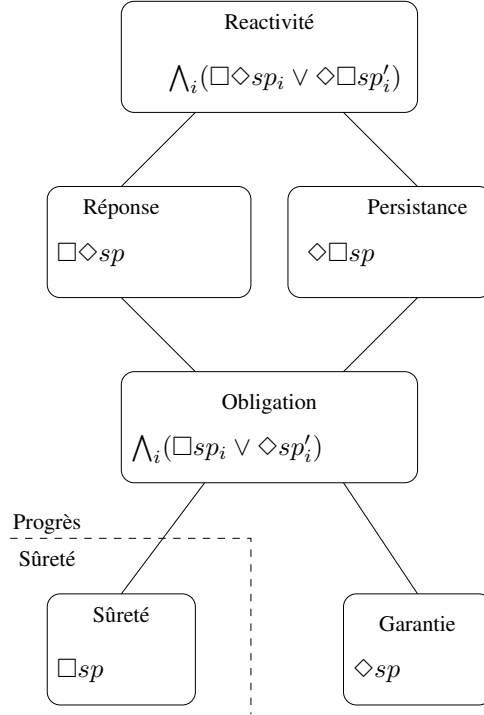 Reactivité
⋀ᵢ(□◇spᵢ ∨ ◇□sp′ᵢ)
Réponse
□◇sp
Persistance
◇□sp
Obligation
⋀ᵢ(□spᵢ ∨ ◇sp′ᵢ)
Progrès
Sûreté
Sûreté
□sp
Garantie
◇sp